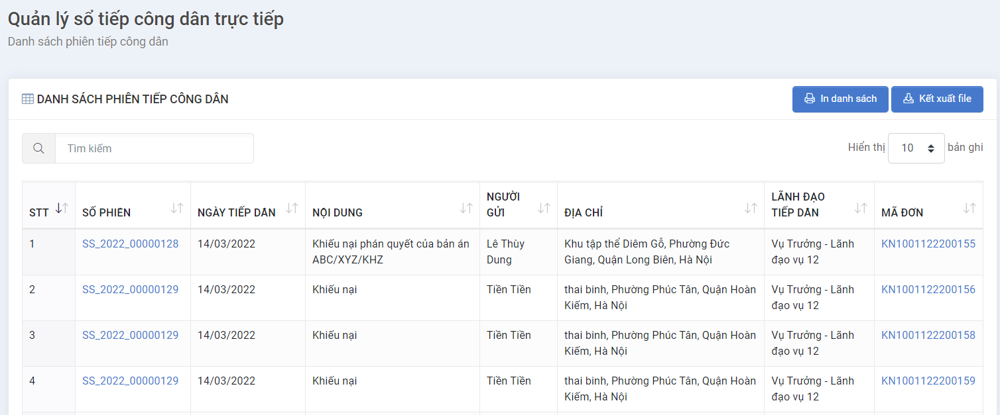 Quản lý sổ tiếp công dân trực tiếp
Danh sách phiên tiếp công dân
DANH SÁCH PHIÊN TIẾP CÔNG DÂN
In danh sách
Kết xuất file
Tìm kiếm
Hiển thị 10 bản ghi
STT
SỐ PHIÊN
NGÀY TIẾP DÂN
NỘI DUNG
NGƯỜI
GỬI
ĐỊA CHỈ
LÃNH ĐẠO
TIẾP DÂN
MÃ ĐƠN
1
SS_2022_00000128
14/03/2022
Khiếu nại phán quyết của bản án
ABC/XYZ/KHZ
Lê Thùy
Dung
Khu tập thể Diêm Gỗ, Phường Đức
Giang, Quận Long Biên, Hà Nội
Vụ Trưởng - Lãnh
đạo vụ 12
KN1001122200155
2
SS_2022_00000129
14/03/2022
Khiếu nại
Tiền Tiền
thai binh, Phường Phúc Tân, Quận Hoàn
Kiếm, Hà Nội
Vụ Trưởng - Lãnh
đạo vụ 12
KN1001122200156
3
SS_2022_00000129
14/03/2022
Khiếu nại
Tiền Tiền
thai binh, Phường Phúc Tân, Quận Hoàn
Kiếm, Hà Nội
Vụ Trưởng - Lãnh
đạo vụ 12
KN1001122200158
4
SS_2022_00000129
14/03/2022
Khiếu nại
Tiền Tiền
thai binh, Phường Phúc Tân, Quận Hoàn
Kiếm, Hà Nội
Vụ Trưởng - Lãnh
đạo vụ 12
KN1001122200159